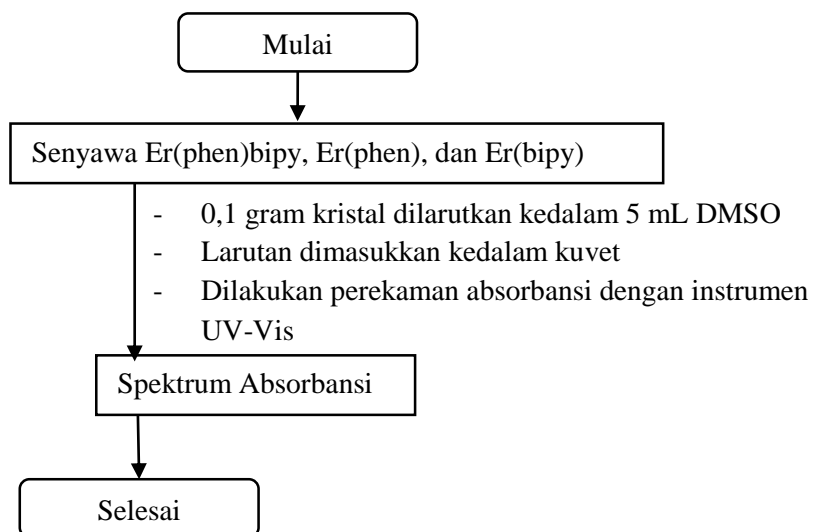 Mulai
Senyawa Er(phen)bipy, Er(phen), dan Er(bipy)
- 0,1 gram kristal dilarutkan kedalam 5 mL DMSO
- Larutan dimasukkan kedalam kuvet
- Dilakukan perekaman absorbansi dengan instrumen
UV-Vis
Spektrum Absorbansi
Selesai